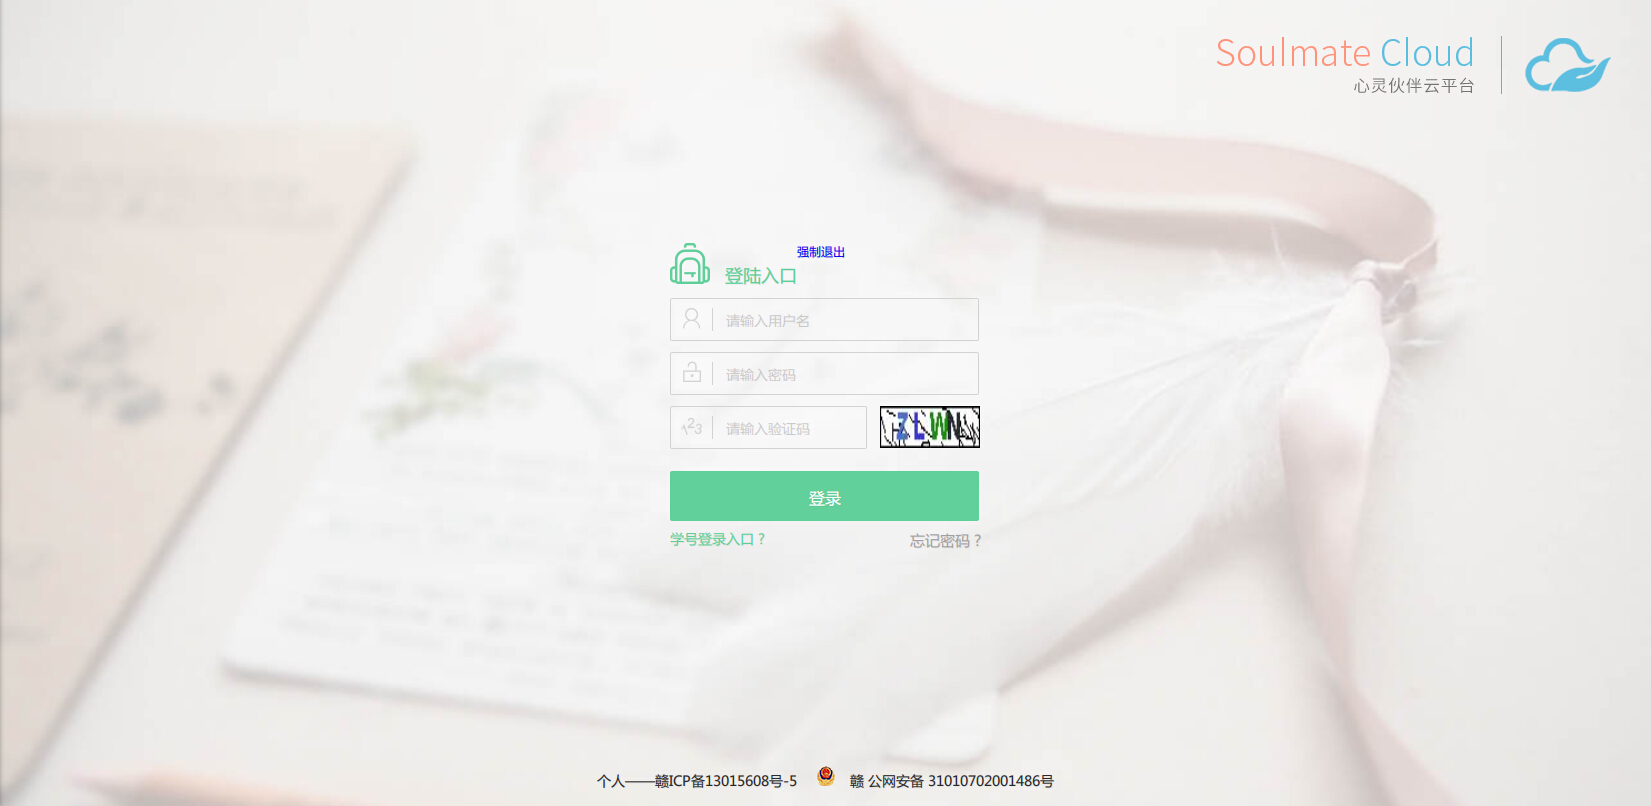 Soulmate Cloud
心灵伙伴云平台
强制退出
登陆入口
请输入用户名
请输入密码
请输入验证码
ZLWN
登录
学号登录入口？
忘记密码？
个人——赣ICP备13015608号-5 赣 公网安备 31010702001486号